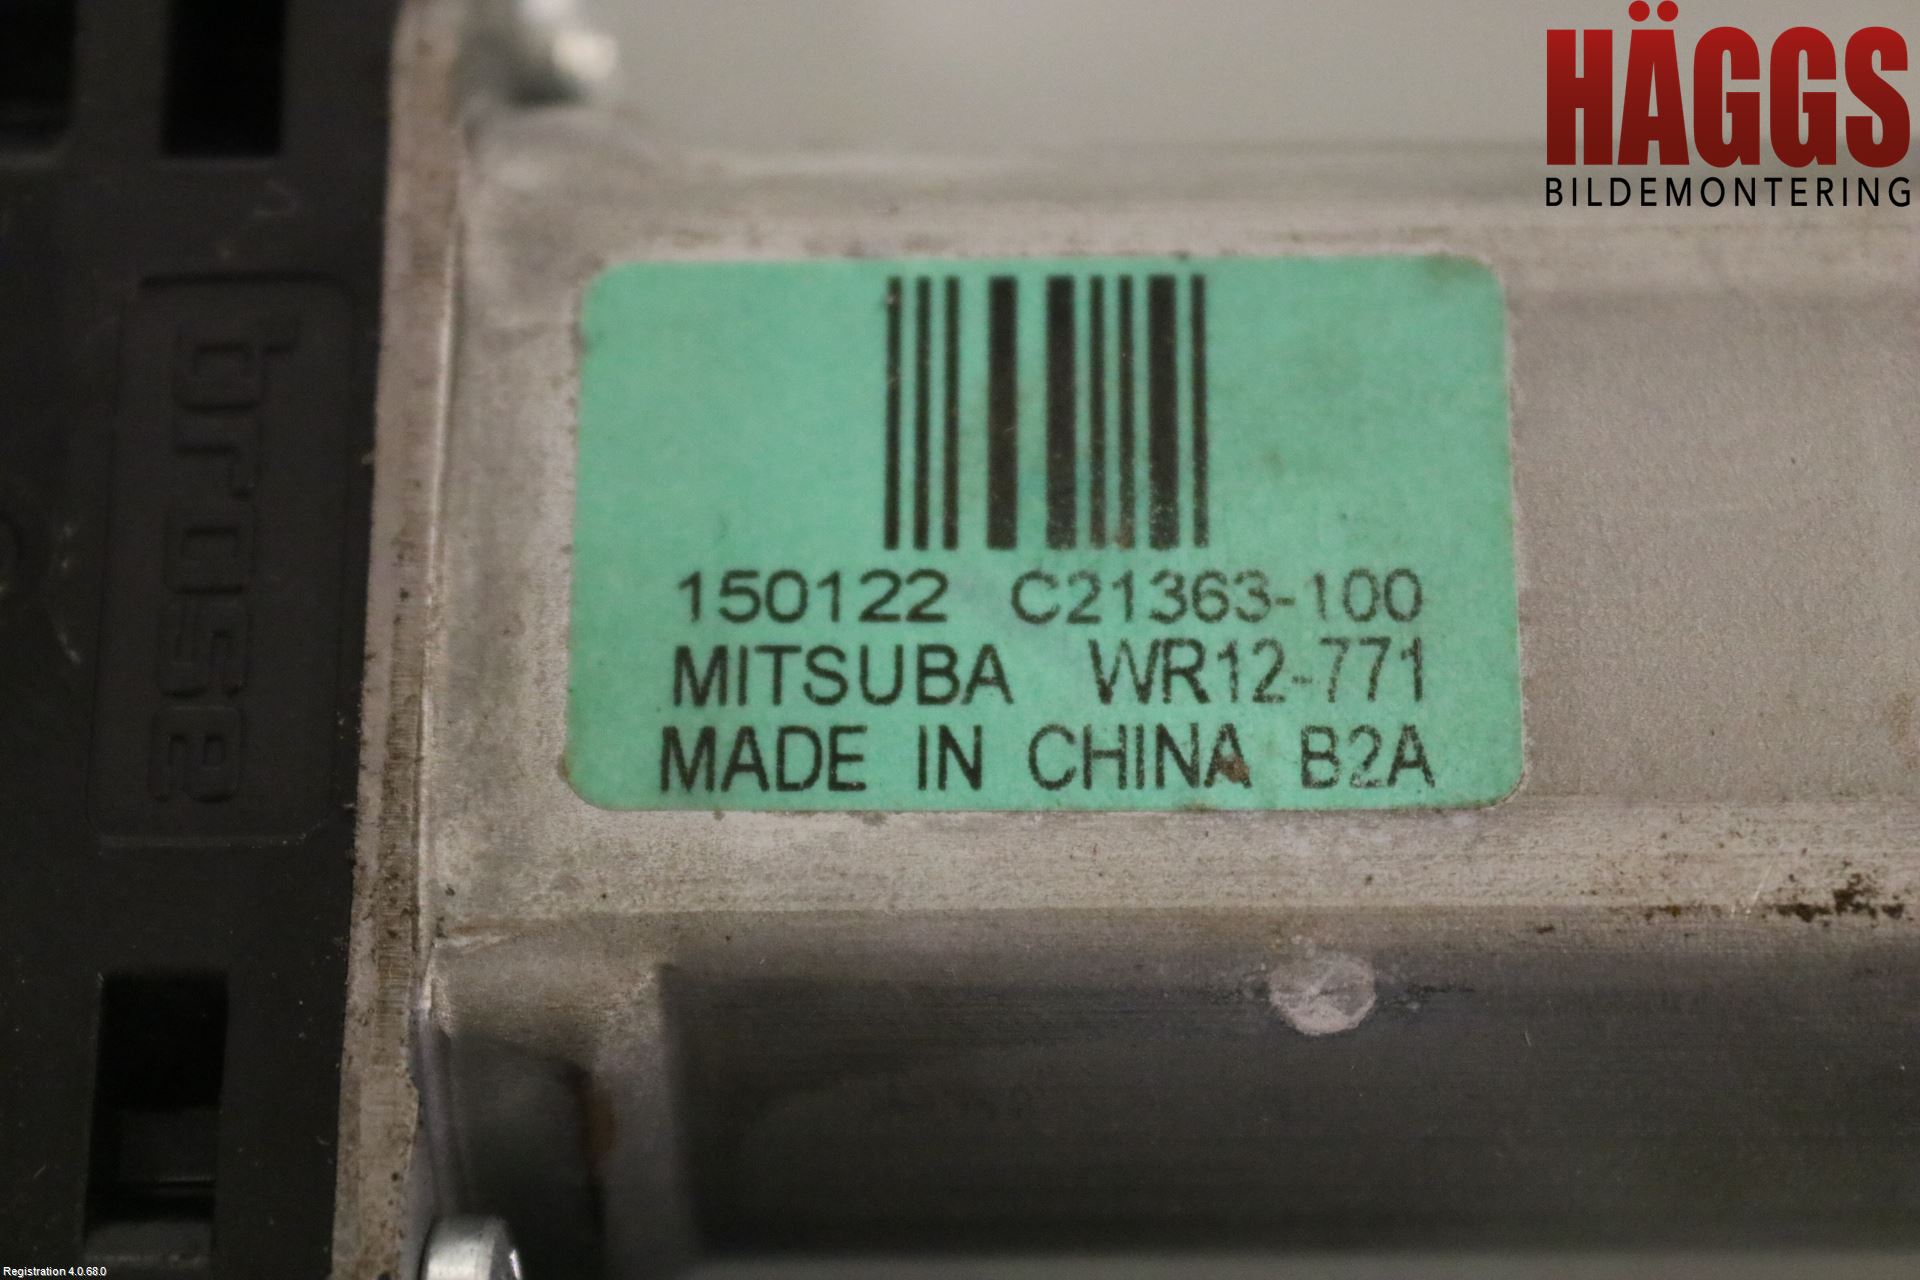 HÄGGS
BILDEMONTERING
brose
150122 C21363-100
MITSUBA WR12-771
MADE IN CHINA B2A
Registration 4.0.68.0